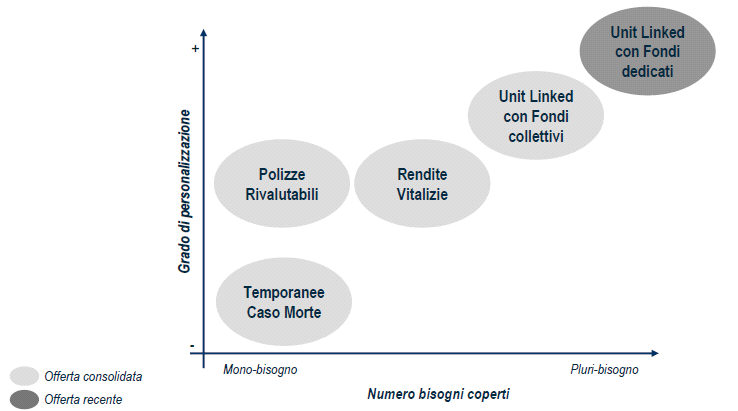 Unit Linked
con Fondi
dedicati
+
Unit Linked
con Fondi
collettivi
Grado di personalizzazione
Polizze
Rivalutabili
Rendite
Vitalizie
Temporanee
Caso Morte
-
Mono-bisogno
Pluri-bisogno
Numero bisogni coperti
Offerta consolidata
Offerta recente